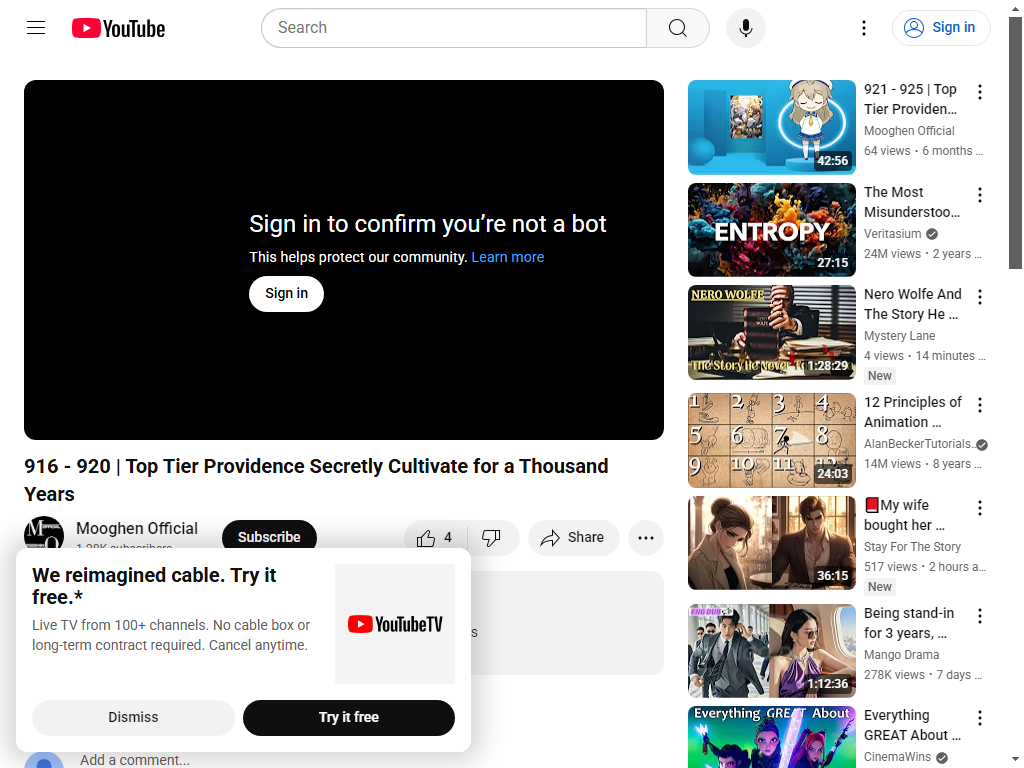 YouTube
Search
Sign in
Sign in to confirm you’re not a bot
This helps protect our community. Learn more
Sign in
916 - 920 | Top Tier Providence Secretly Cultivate for a Thousand
Years
Mooghen Official
Subscribe
4
Share
We reimagined cable. Try it
free.*
Live TV from 100+ channels. No cable box or
long-term contract required. Cancel anytime.
YouTubeTV
Dismiss
Try it free
Add a comment...
42:56
921 - 925 | Top
Tier Providen...
Mooghen Official
64 views • 6 months ...
ENTROPY
27:15
The Most
Misunderstoo...
Veritasium
24M views • 2 years ...
NERO WOLFE
The Story He Never
1:28:29
Nero Wolfe And
The Story He ...
Mystery Lane
4 views • 14 minutes ...
New
1 2 3 4
5 6 7 8
9 10 11 12
24:03
12 Principles of
Animation ...
AlanBeckerTutorials...
14M views • 8 years ...
36:15
📕My wife
bought her ...
Stay For The Story
517 views • 2 hours a...
New
ENG DUB
1:12:36
Being stand-in
for 3 years, ...
Mango Drama
278K views • 7 days ...
Everything GREAT About
Everything
GREAT About ...
CinemaWins